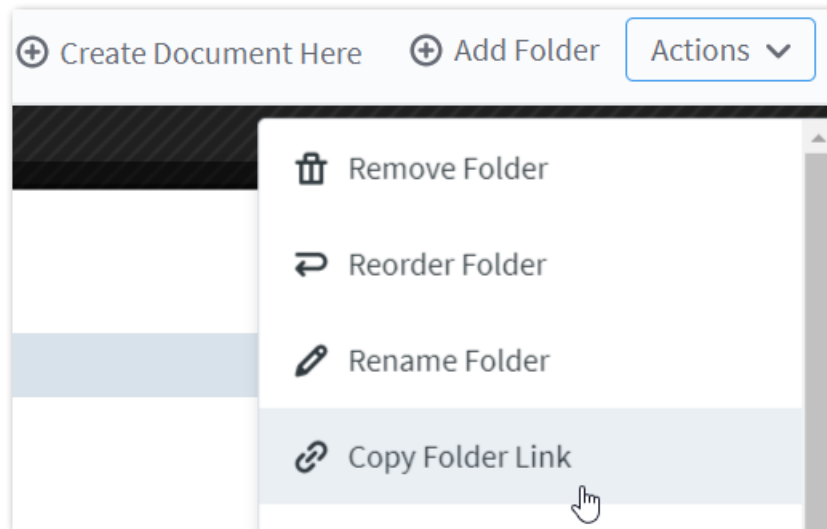 Create Document Here Add Folder Actions
Remove Folder
Reorder Folder
Rename Folder
Copy Folder Link